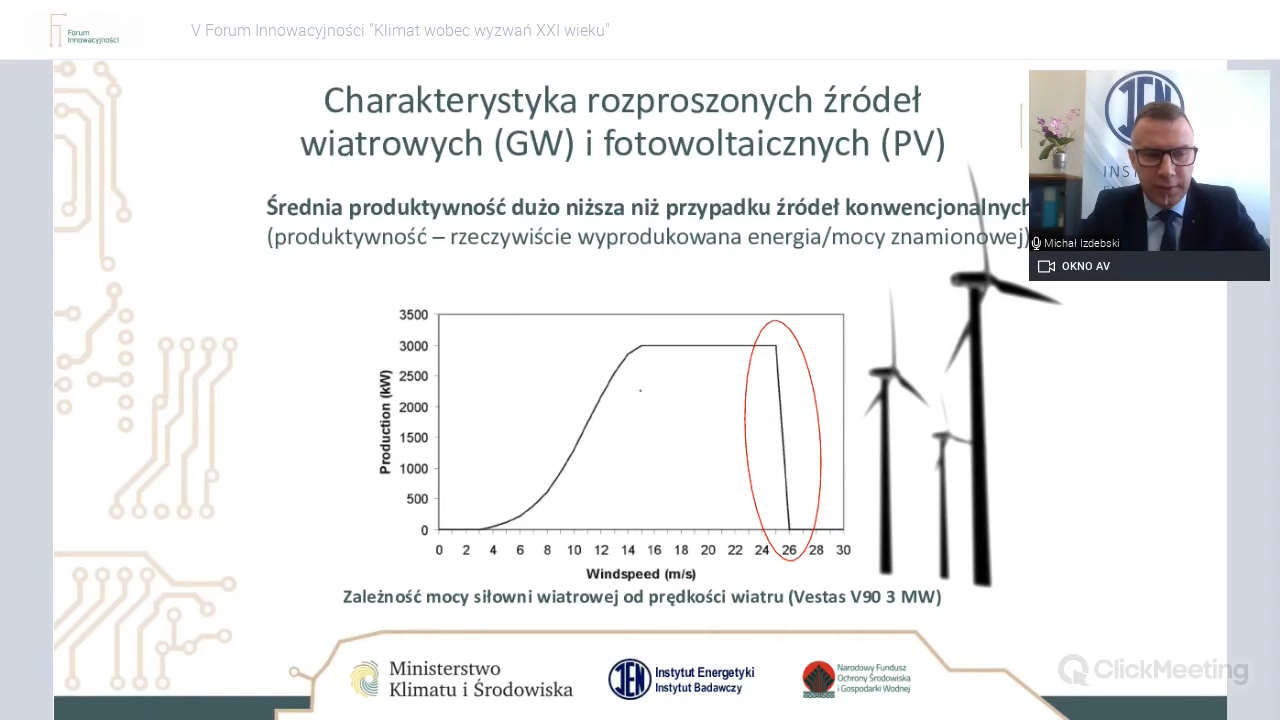 Forum
Innowacyjności
V Forum Innowacyjności "Klimat wobec wyzwań XXI wieku"
Charakterystyka rozproszonych źródeł
wiatrowych (GW) i fotowoltaicznych (PV)
Średnia produktywność dużo niższa niż przypadku źródeł konwencjonalnych
(produktywność – rzeczywiście wyprodukowana energia/mocy znamionowej)
JEN
INST
Michał Izdebski
OKNO AV
Production (kW)
3500
3000
2500
2000
1500
1000
500
0
0 2 4 6 8 10 12 14 16 18 20 22 24 26 28 30
Windspeed (m/s)
Zależność mocy siłowni wiatrowej od prędkości wiatru (Vestas V90 3 MW)
Ministerstwo
Klimatu i Środowiska
JEN
Instytut Energetyki
Instytut Badawczy
Narodowy Fundusz
Ochrony Środowiska
i Gospodarki Wodnej
ClickMeeting